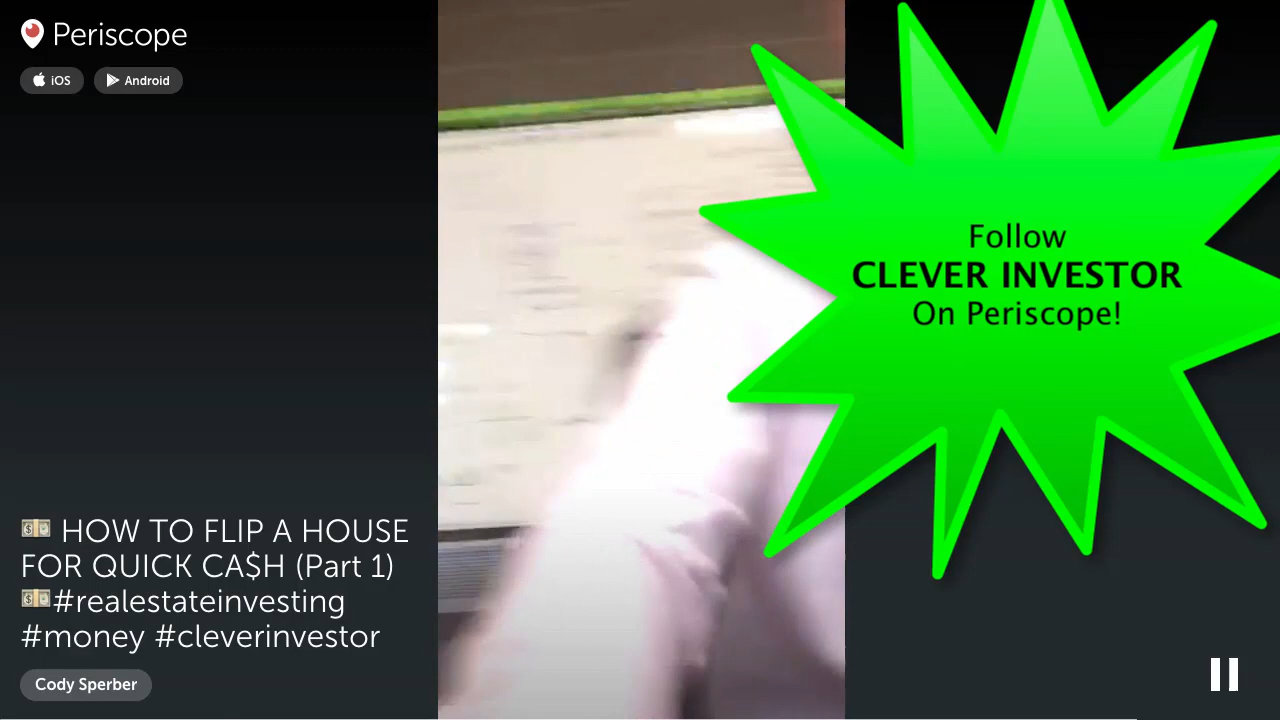 Periscope
iOS
Android
Follow
CLEVER INVESTOR
On Periscope!
💵 HOW TO FLIP A HOUSE
FOR QUICK CA$H (Part 1)
💵#realestateinvesting
#money #cleverinvestor
Cody Sperber